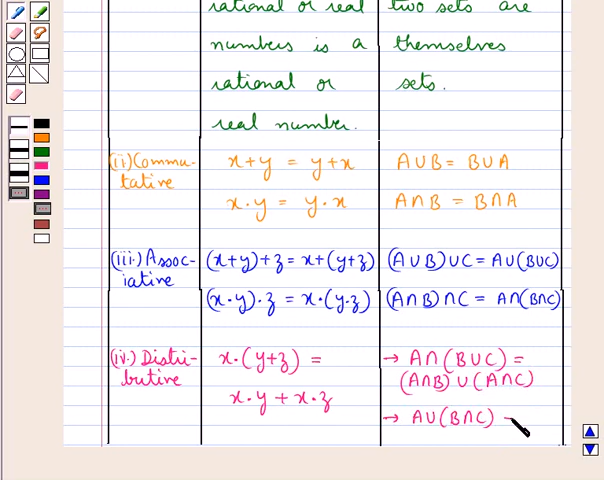 rational or real two sets are
numbers is a themselves
rational or sets.
real number.
(ii) Commu- x+y = y+x A∪B = B∪A
tative x·y = y·x A∩B = B∩A
(iii.) Assoc- (x+y)+z = x+(y+z) (A∪B)∪C = A∪(B∪C)
iative (x·y)·z = x·(y·z) (A∩B)∩C = A∩(B∩C)
(iv.) Distri- x·(y+z) = → A∩(B∪C) =
butive x·y + x·z (A∩B)∪(A∩C)
→ A∪(B∩C)